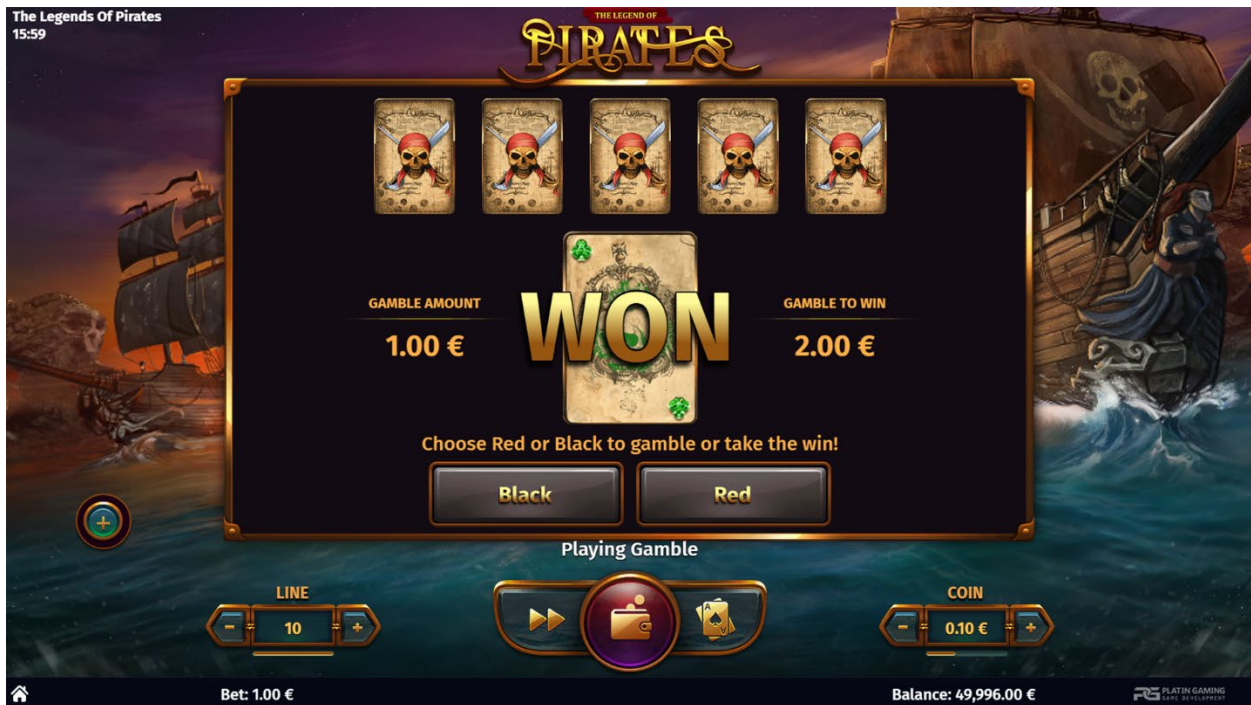 The Legends Of Pirates
15:59
THE LEGEND OF
PIRATES
GAMBLE AMOUNT
1.00 €
WON
GAMBLE TO WIN
2.00 €
Choose Red or Black to gamble or take the win!
Black
Red
Playing Gamble
LINE
- 10 +
A
COIN
- 0.10 € +
Bet: 1.00 €
Balance: 49,996.00 €
PG PLATIN GAMING
GAME DEVELOPMENT